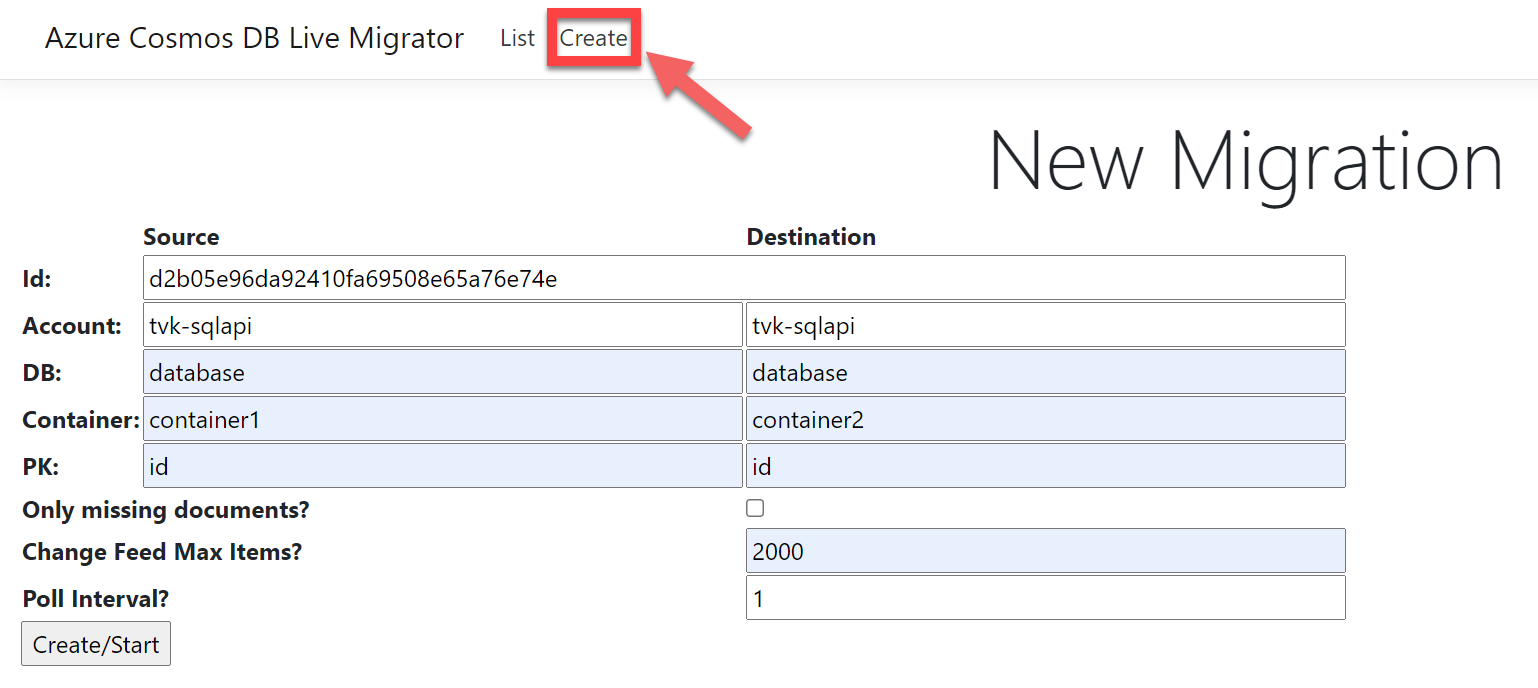 Azure Cosmos DB Live Migrator List Create
New Migration
Source Destination
Id: d2b05e96da92410fa69508e65a76e74e
Account: tvk-sqlapi tvk-sqlapi
DB: database database
Container: container1 container2
PK: id id
Only missing documents?
Change Feed Max Items? 2000
Poll Interval? 1
Create/Start